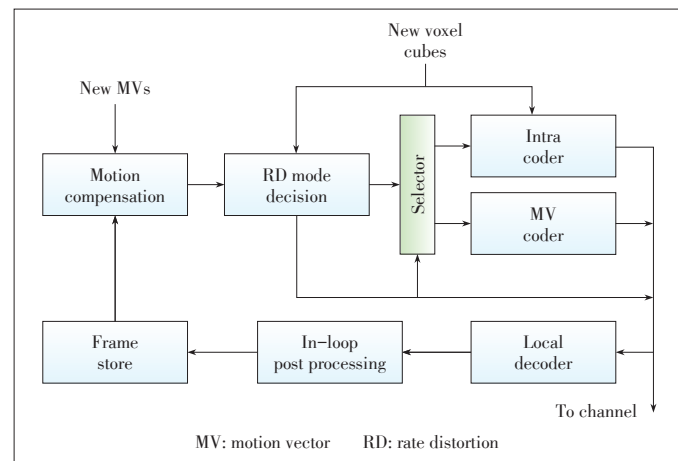 New voxel
cubes
New MVs
Motion
compensation
RD mode
decision
Selector
Intra
coder
MV
coder
Frame
store
In-loop
post processing
Local
decoder
To channel
MV: motion vector RD: rate distortion